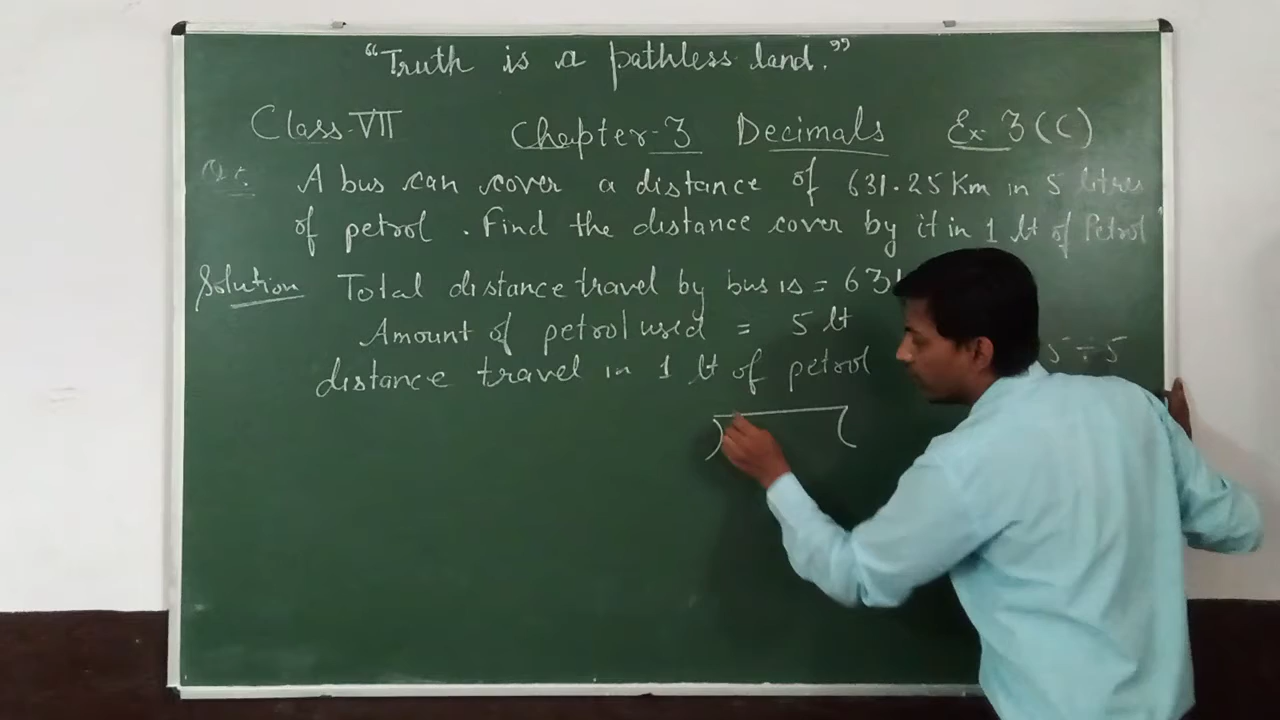 “Truth is a pathless land.”
Class-VII Chapter-3 Decimals Ex-3(C)
A bus can cover a distance of 631.25 Km in 5 litres
of petrol. Find the distance cover by it in 1 lt of Petrol
Solution Total distance travel by bus is = 631
Amount of petrol used = 5 lt
distance travel in 1 lt of petrol 5 ÷ 5